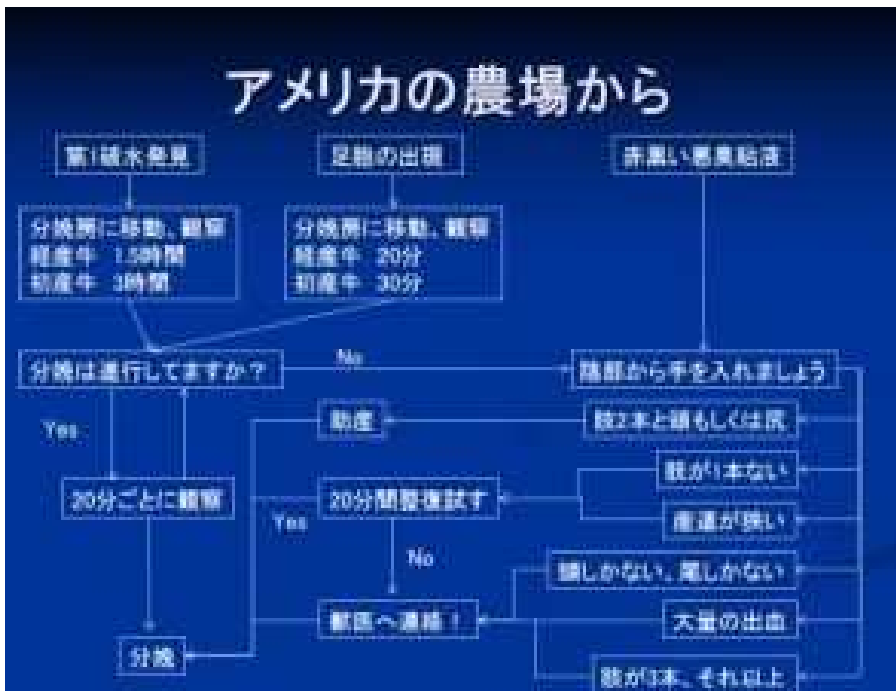 アメリカの農場から
第1破水発見
足胞の出現
赤黒い悪臭粘液
分娩房に移動、観察
経産牛 1.5時間
初産牛 3時間
分娩房に移動、観察
経産牛 20分
初産牛 30分
分娩は進行してますか？
No
陰部から手を入れましょう
Yes
助産
肢2本と頭もしくは尻
肢が1本ない
20分ごとに観察
Yes
20分間整復試す
産道が狭い
No
頭しかない、尾しかない
獣医へ連絡！
大量の出血
分娩
肢が3本、それ以上